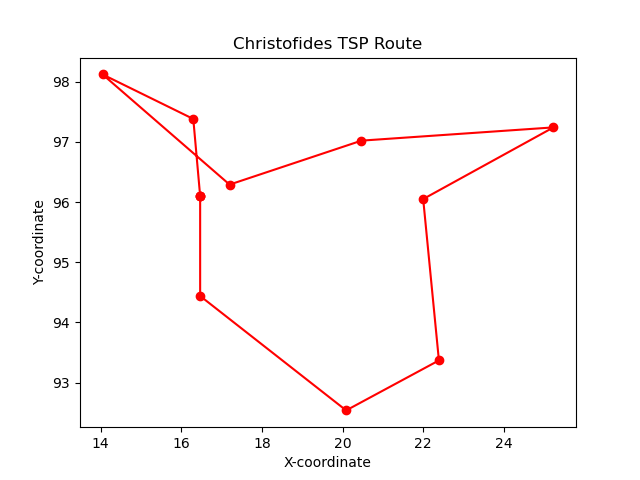 Christofides TSP Route
98
97
96
95
94
93
Y-coordinate
14 16 18 20 22 24
X-coordinate